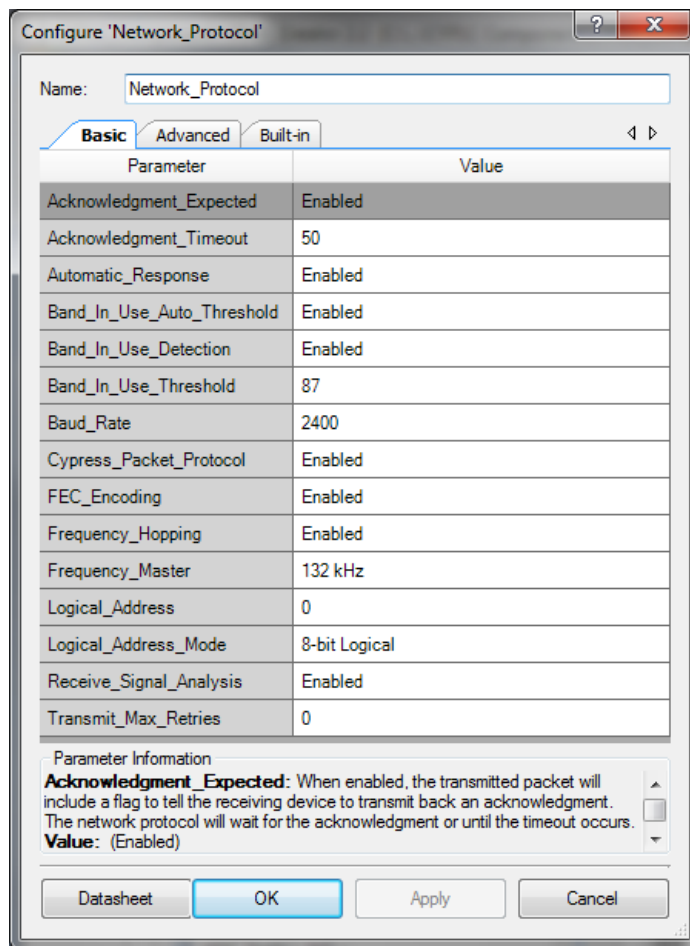 Configure 'Network_Protocol'
Name: Network_Protocol
Basic Advanced Built-in
Parameter Value
Acknowledgment_Expected Enabled
Acknowledgment_Timeout 50
Automatic_Response Enabled
Band_In_Use_Auto_Threshold Enabled
Band_In_Use_Detection Enabled
Band_In_Use_Threshold 87
Baud_Rate 2400
Cypress_Packet_Protocol Enabled
FEC_Encoding Enabled
Frequency_Hopping Enabled
Frequency_Master 132 kHz
Logical_Address 0
Logical_Address_Mode 8-bit Logical
Receive_Signal_Analysis Enabled
Transmit_Max_Retries 0
Parameter Information
Acknowledgment_Expected: When enabled, the transmitted packet will
include a flag to tell the receiving device to transmit back an acknowledgment.
The network protocol will wait for the acknowledgment or until the timeout occurs.
Value: (Enabled)
Datasheet OK Apply Cancel